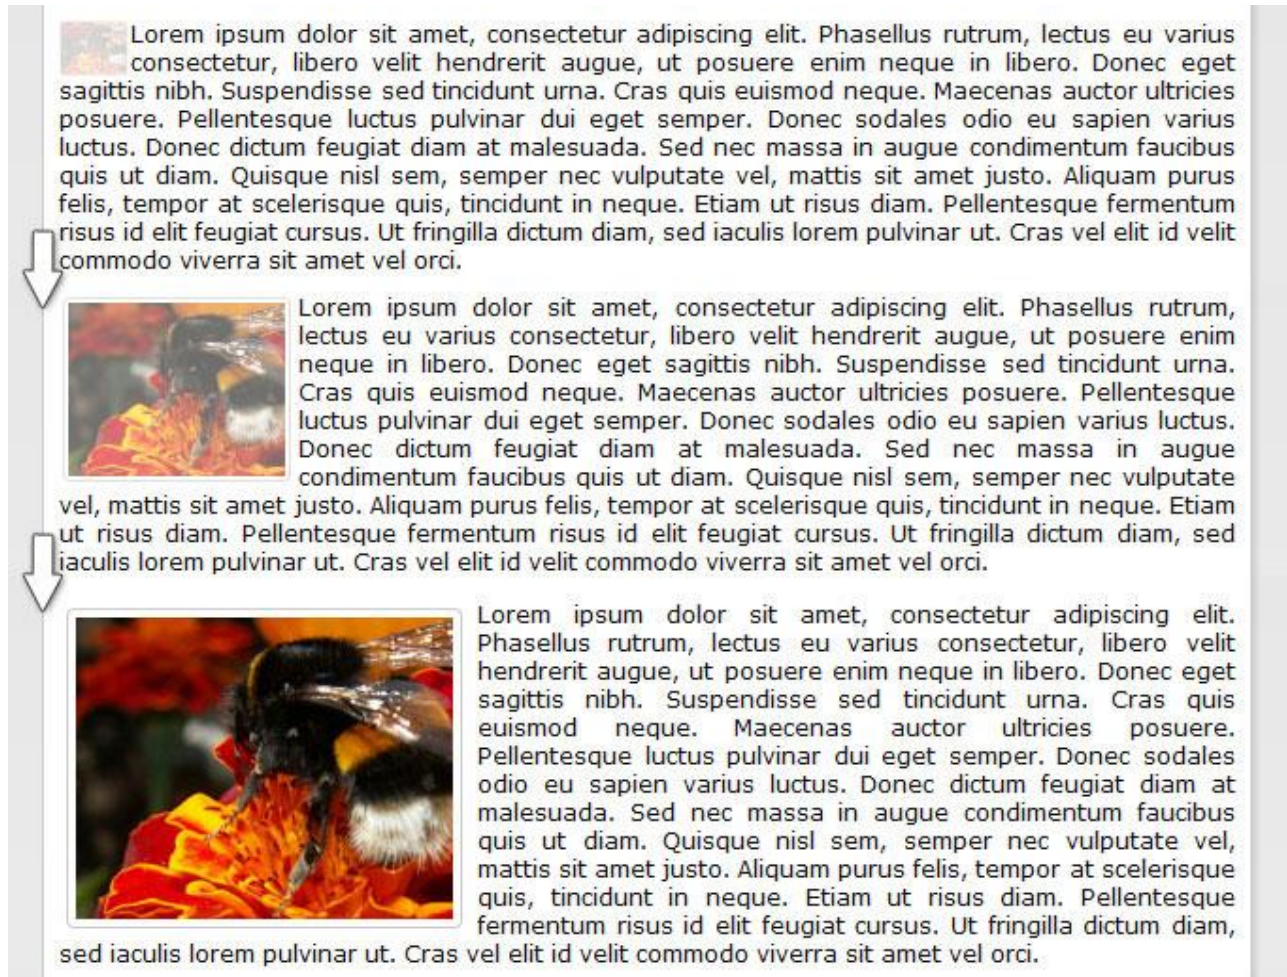 Lorem ipsum dolor sit amet, consectetur adipiscing elit. Phasellus rutrum, lectus eu varius
consectetur, libero velit hendrerit augue, ut posuere enim neque in libero. Donec eget
sagittis nibh. Suspendisse sed tincidunt urna. Cras quis euismod neque. Maecenas auctor ultricies
posuere. Pellentesque luctus pulvinar dui eget semper. Donec sodales odio eu sapien varius
luctus. Donec dictum feugiat diam at malesuada. Sed nec massa in augue condimentum faucibus
quis ut diam. Quisque nisl sem, semper nec vulputate vel, mattis sit amet justo. Aliquam purus
felis, tempor at scelerisque quis, tincidunt in neque. Etiam ut risus diam. Pellentesque fermentum
risus id elit feugiat cursus. Ut fringilla dictum diam, sed iaculis lorem pulvinar ut. Cras vel elit id velit
commodo viverra sit amet vel orci.
Lorem ipsum dolor sit amet, consectetur adipiscing elit. Phasellus rutrum,
lectus eu varius consectetur, libero velit hendrerit augue, ut posuere enim
neque in libero. Donec eget sagittis nibh. Suspendisse sed tincidunt urna.
Cras quis euismod neque. Maecenas auctor ultricies posuere. Pellentesque
luctus pulvinar dui eget semper. Donec sodales odio eu sapien varius luctus.
Donec dictum feugiat diam at malesuada. Sed nec massa in augue
condimentum faucibus quis ut diam. Quisque nisl sem, semper nec vulputate
vel, mattis sit amet justo. Aliquam purus felis, tempor at scelerisque quis, tincidunt in neque. Etiam
ut risus diam. Pellentesque fermentum risus id elit feugiat cursus. Ut fringilla dictum diam, sed
iaculis lorem pulvinar ut. Cras vel elit id velit commodo viverra sit amet vel orci.
Lorem ipsum dolor sit amet, consectetur adipiscing elit.
Phasellus rutrum, lectus eu varius consectetur, libero velit
hendrerit augue, ut posuere enim neque in libero. Donec eget
sagittis nibh. Suspendisse sed tincidunt urna. Cras quis
euismod neque. Maecenas auctor ultricies posuere.
Pellentesque luctus pulvinar dui eget semper. Donec sodales
odio eu sapien varius luctus. Donec dictum feugiat diam at
malesuada. Sed nec massa in augue condimentum faucibus
quis ut diam. Quisque nisl sem, semper nec vulputate vel,
mattis sit amet justo. Aliquam purus felis, tempor at scelerisque
quis, tincidunt in neque. Etiam ut risus diam. Pellentesque
fermentum risus id elit feugiat cursus. Ut fringilla dictum diam,
sed iaculis lorem pulvinar ut. Cras vel elit id velit commodo viverra sit amet vel orci.